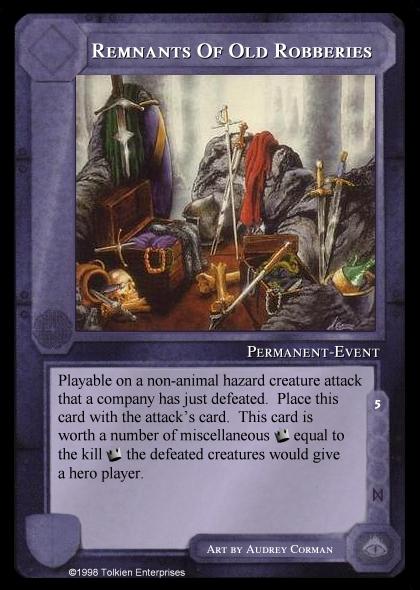 Remnants Of Old Robberies
Permanent-Event
Playable on a non-animal hazard creature attack
that a company has just defeated. Place this
card with the attack's card. This card is
worth a number of miscellaneous equal to
the kill the defeated creatures would give
a hero player.
5
Art by Audrey Corman
©1998 Tolkien Enterprises